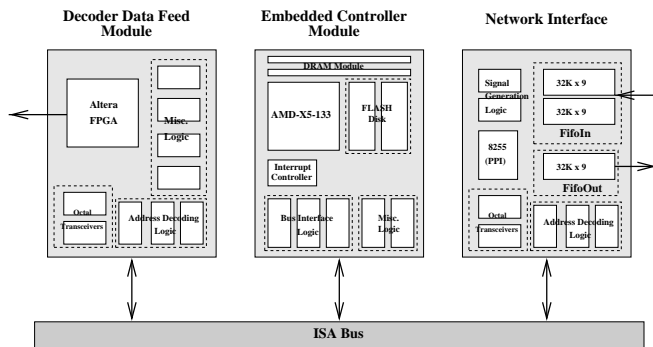 Decoder Data Feed
Module
Altera
FPGA
Misc.
Logic
Octal
Transceivers
Address Decoding
Logic
Embedded Controller
Module
DRAM Module
AMD-X5-133
FLASH
Disk
Interrupt
Controller
Bus Interface
Logic
Misc.
Logic
Network Interface
Signal
Generation
Logic
32K x 9
32K x 9
FifoIn
8255
(PPI)
32K x 9
FifoOut
Octal
Transceivers
Address Decoding
Logic
ISA Bus